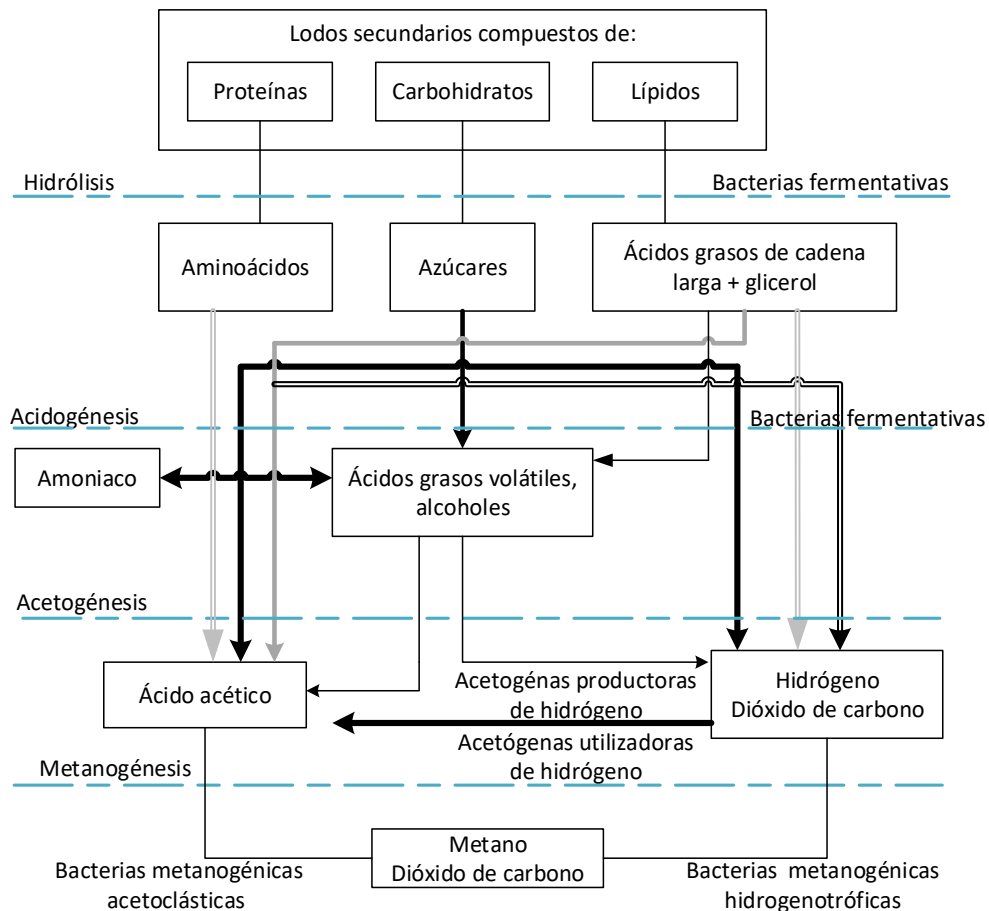 Lodos secundarios compuestos de:
Proteínas
Carbohidratos
Lípidos
Hidrólisis
Bacterias fermentativas
Aminoácidos
Azúcares
Ácidos grasos de cadena
larga + glicerol
Acidogénesis
Bacterias fermentativas
Amoniaco
Ácidos grasos volátiles,
alcoholes
Acetogénesis
Ácido acético
Acetogénas productoras
de hidrógeno
Hidrógeno
Dióxido de carbono
Acetógenas utilizadoras
de hidrógeno
Metanogénesis
Metano
Dióxido de carbono
Bacterias metanogénicas
acetoclásticas
Bacterias metanogénicas
hidrogenotróficas